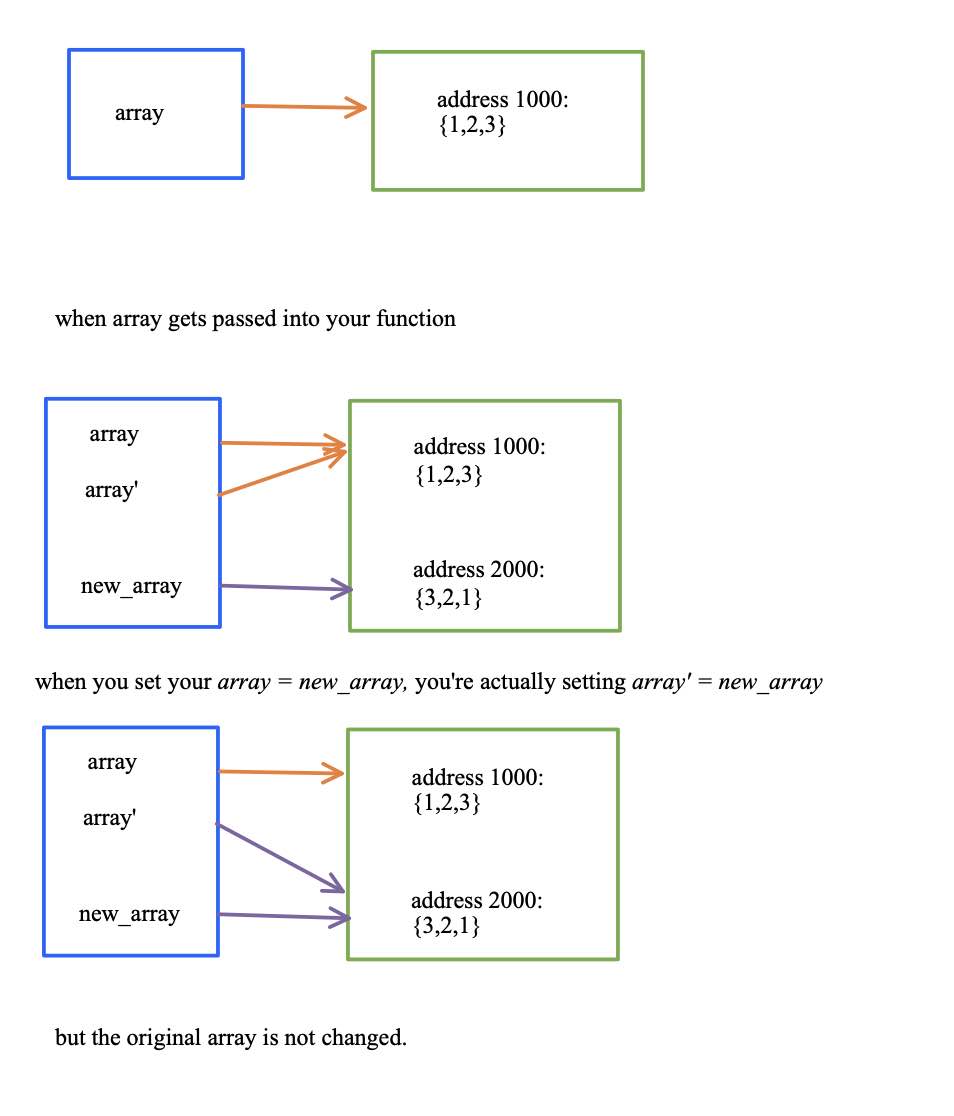 array
address 1000:
{1,2,3}
when array gets passed into your function
array
address 1000:
array'
{1,2,3}
new_array
address 2000:
{3,2,1}
when you set your array = new_array, you're actually setting array' = new_array
array
address 1000:
array'
{1,2,3}
new_array
address 2000:
{3,2,1}
but the original array is not changed.